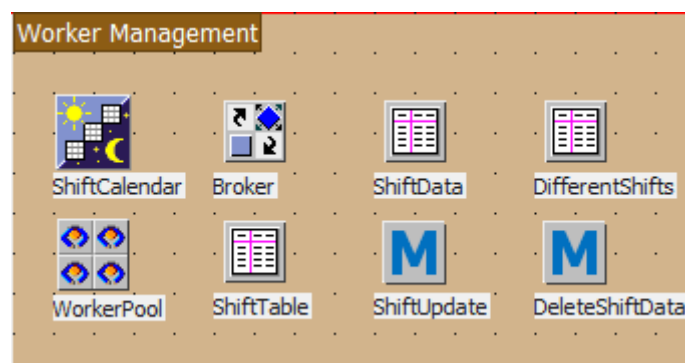 Worker Management
ShiftCalendar Broker ShiftData DifferentShifts
M M
WorkerPool ShiftTable ShiftUpdate DeleteShiftData